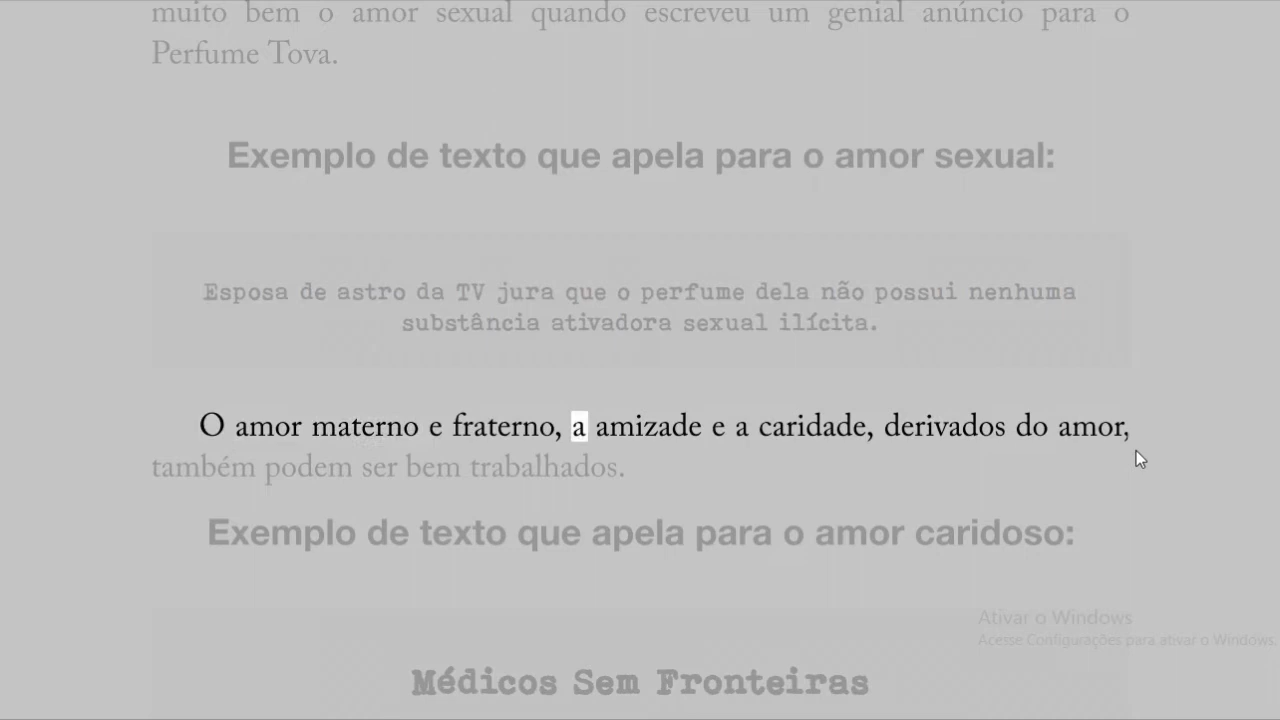 muito bem o amor sexual quando escreveu um genial anúncio para o
Perfume Tova.
Exemplo de texto que apela para o amor sexual:
Esposa de astro da TV jura que o perfume dela não possui nenhuma
substância ativadora sexual ilícita.
O amor materno e fraterno, a amizade e a caridade, derivados do amor,
também podem ser bem trabalhados.
Exemplo de texto que apela para o amor caridoso:
Ativar o Windows
Acesse Configurações para ativar o Windows.
Médicos Sem Fronteiras